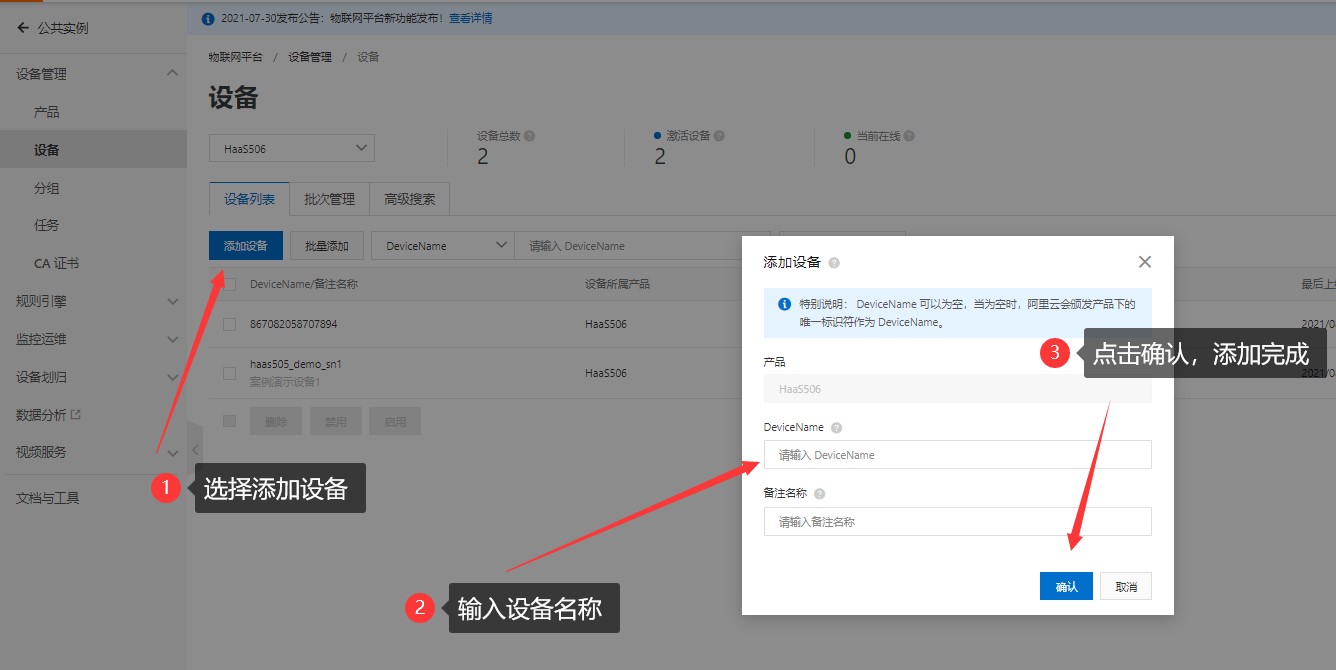 公共实例
2021-07-30发布公告：物联网平台新功能发布！查看详情
设备管理
产品
设备
分组
任务
CA 证书
规则引擎
监控运维
设备划归
数据分析
视频服务
文档与工具
物联网平台 / 设备管理 / 设备
设备
HaaS506
设备总数
2
激活设备
2
当前在线
0
设备列表
批次管理
高级搜索
添加设备
批量添加
DeviceName
请输入 DeviceName
DeviceName/备注名称
设备所属产品
867082058707894
HaaS506
2021/0
haas505_demo_sn1
案例演示设备1
HaaS506
2021/0
删除
禁用
启用
添加设备
特别说明： DeviceName 可以为空，当为空时，阿里云会颁发产品下的
唯一标识符作为 DeviceName。
产品
HaaS506
DeviceName
请输入 DeviceName
备注名称
请输入备注名称
确认
取消
1
选择添加设备
2
输入设备名称
3
点击确认，添加完成